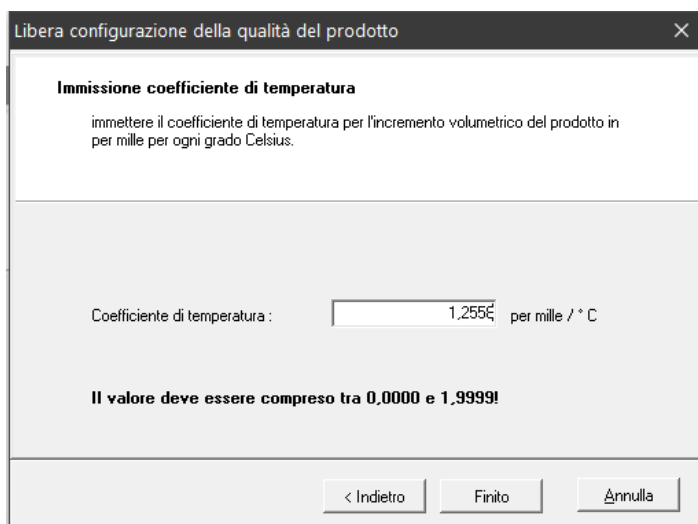 Libera configurazione della qualità del prodotto
Immissione coefficiente di temperatura
immettere il coefficiente di temperatura per l'incremento volumetrico del prodotto in
per mille per ogni grado Celsius.
Coefficiente di temperatura : per mille / ° C
Il valore deve essere compreso tra 0,0000 e 1,9999!
< Indietro Finito Annulla